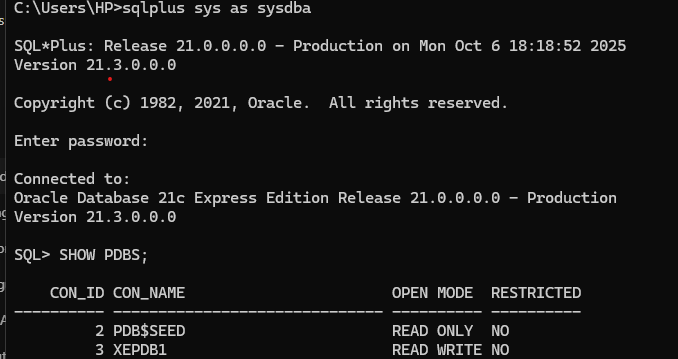 C:\Users\HP>sqlplus sys as sysdba
SQL*Plus: Release 21.0.0.0.0 - Production on Mon Oct 6 18:18:52 2025
Version 21.3.0.0.0
Copyright (c) 1982, 2021, Oracle.  All rights reserved.
Enter password:
Connected to:
Oracle Database 21c Express Edition Release 21.0.0.0.0 - Production
Version 21.3.0.0.0
SQL> SHOW PDBS;
    CON_ID CON_NAME                       OPEN MODE  RESTRICTED
---------- ------------------------------ ---------- ----------
         2 PDB$SEED                       READ ONLY  NO
         3 XEPDB1                         READ WRITE NO